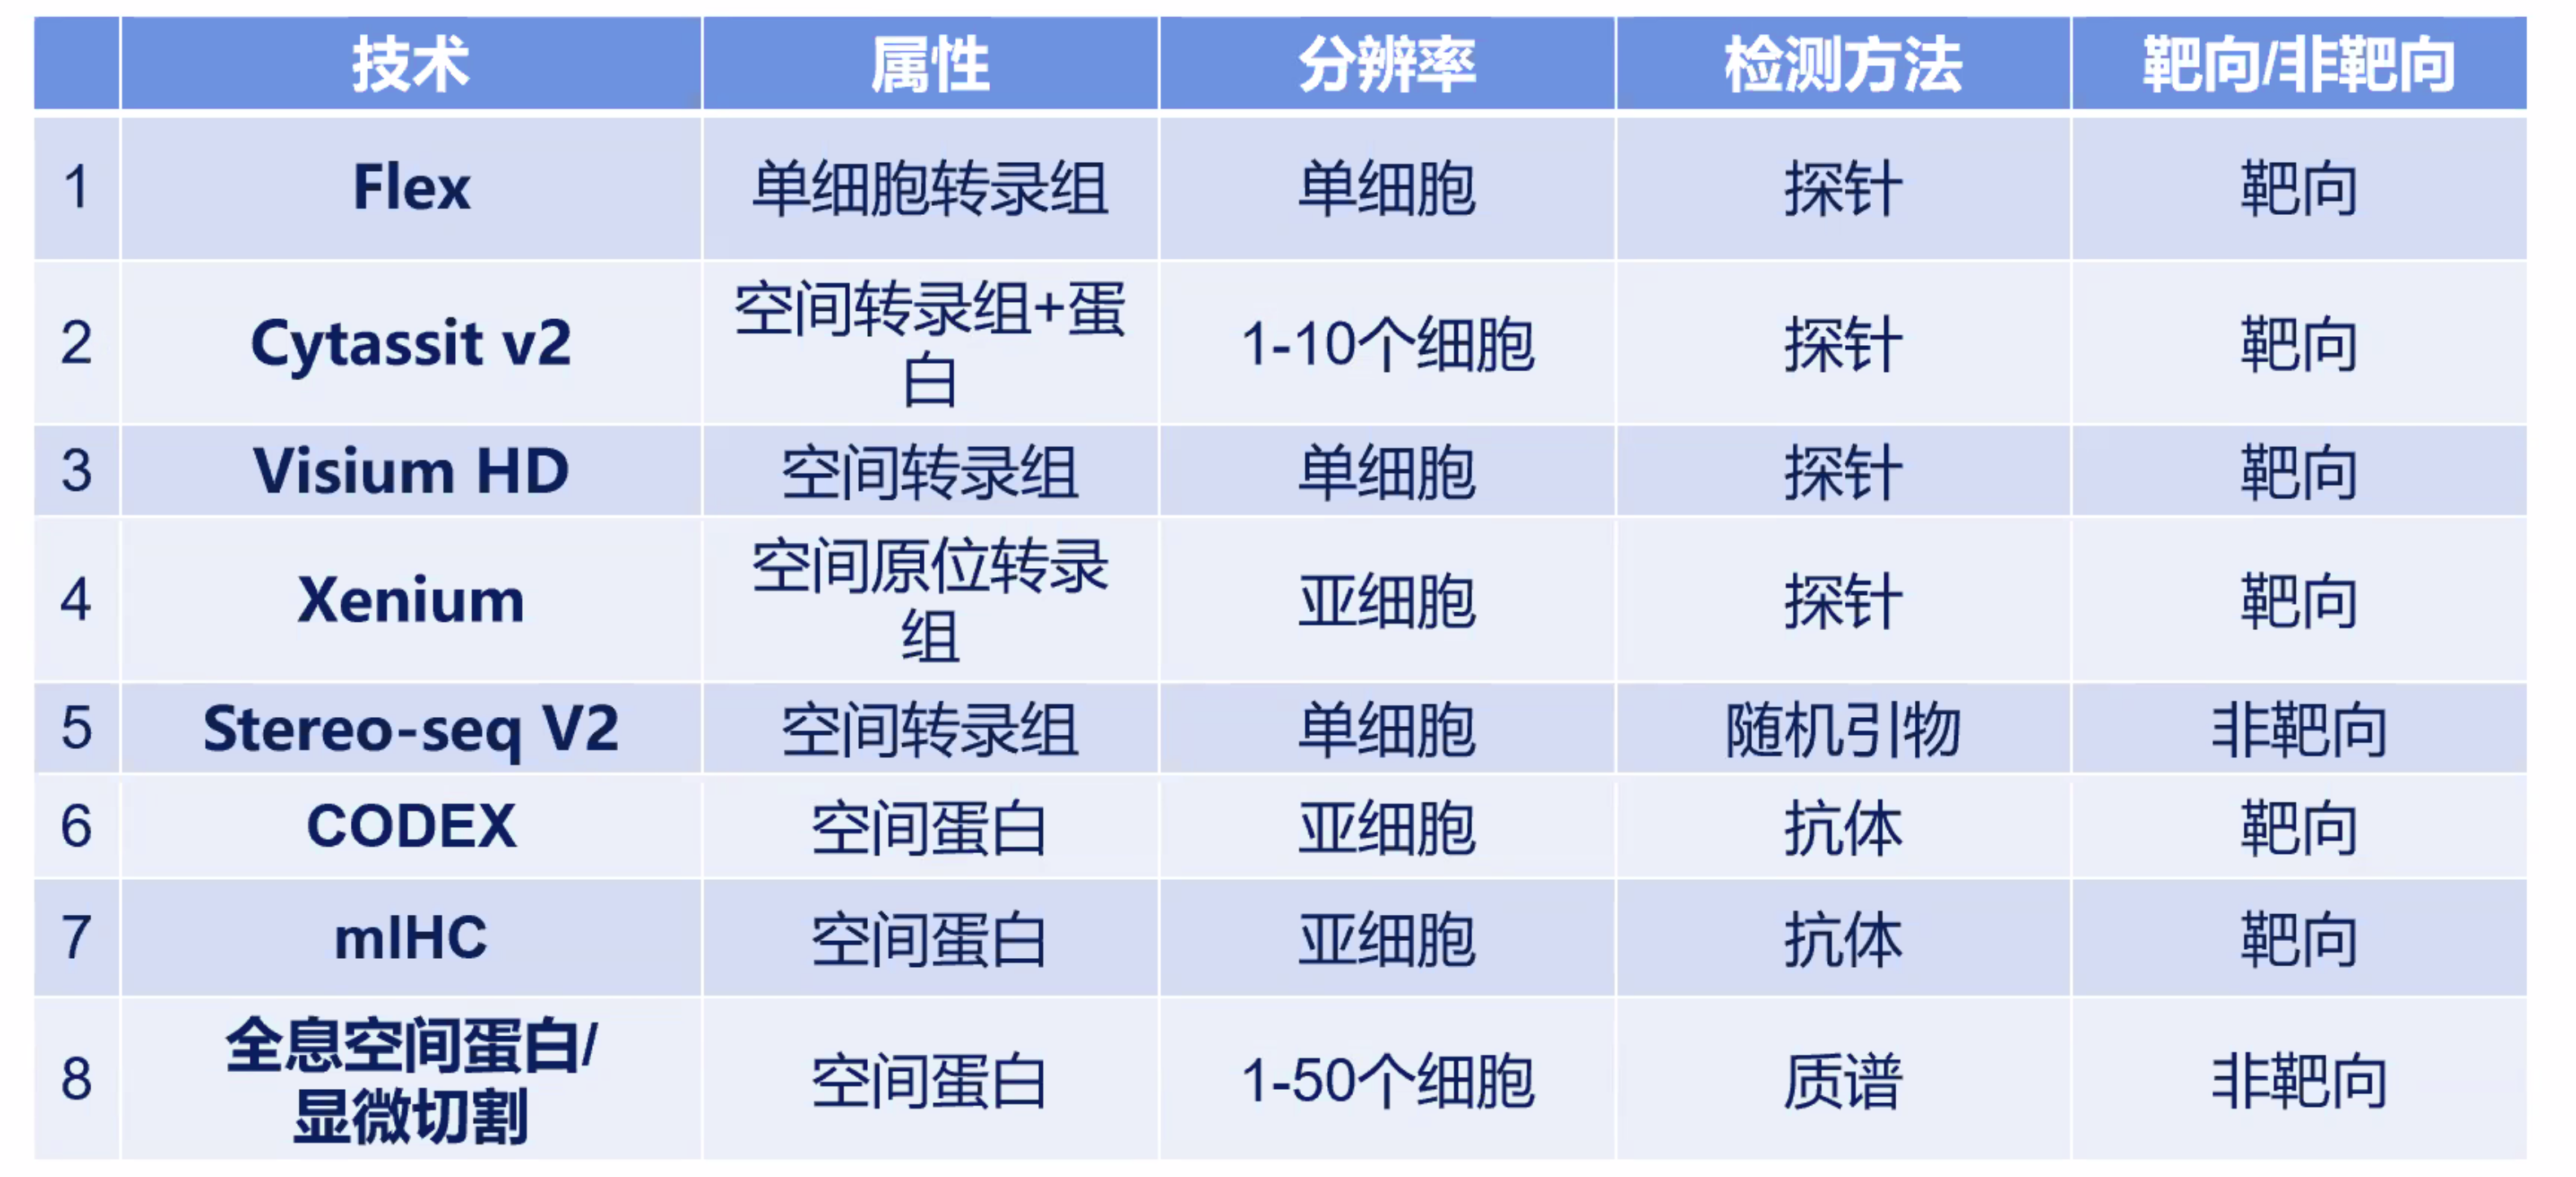 技术 属性 分辨率 检测方法 靶向/非靶向
1 Flex 单细胞转录组 单细胞 探针 靶向
2 Cytassit v2 空间转录组+蛋
白 1-10个细胞 探针 靶向
3 Visium HD 空间转录组 单细胞 探针 靶向
4 Xenium 空间原位转录
组 亚细胞 探针 靶向
5 Stereo-seq V2 空间转录组 单细胞 随机引物 非靶向
6 CODEX 空间蛋白 亚细胞 抗体 靶向
7 mIHC 空间蛋白 亚细胞 抗体 靶向
8 全息空间蛋白/
显微切割 空间蛋白 1-50个细胞 质谱 非靶向